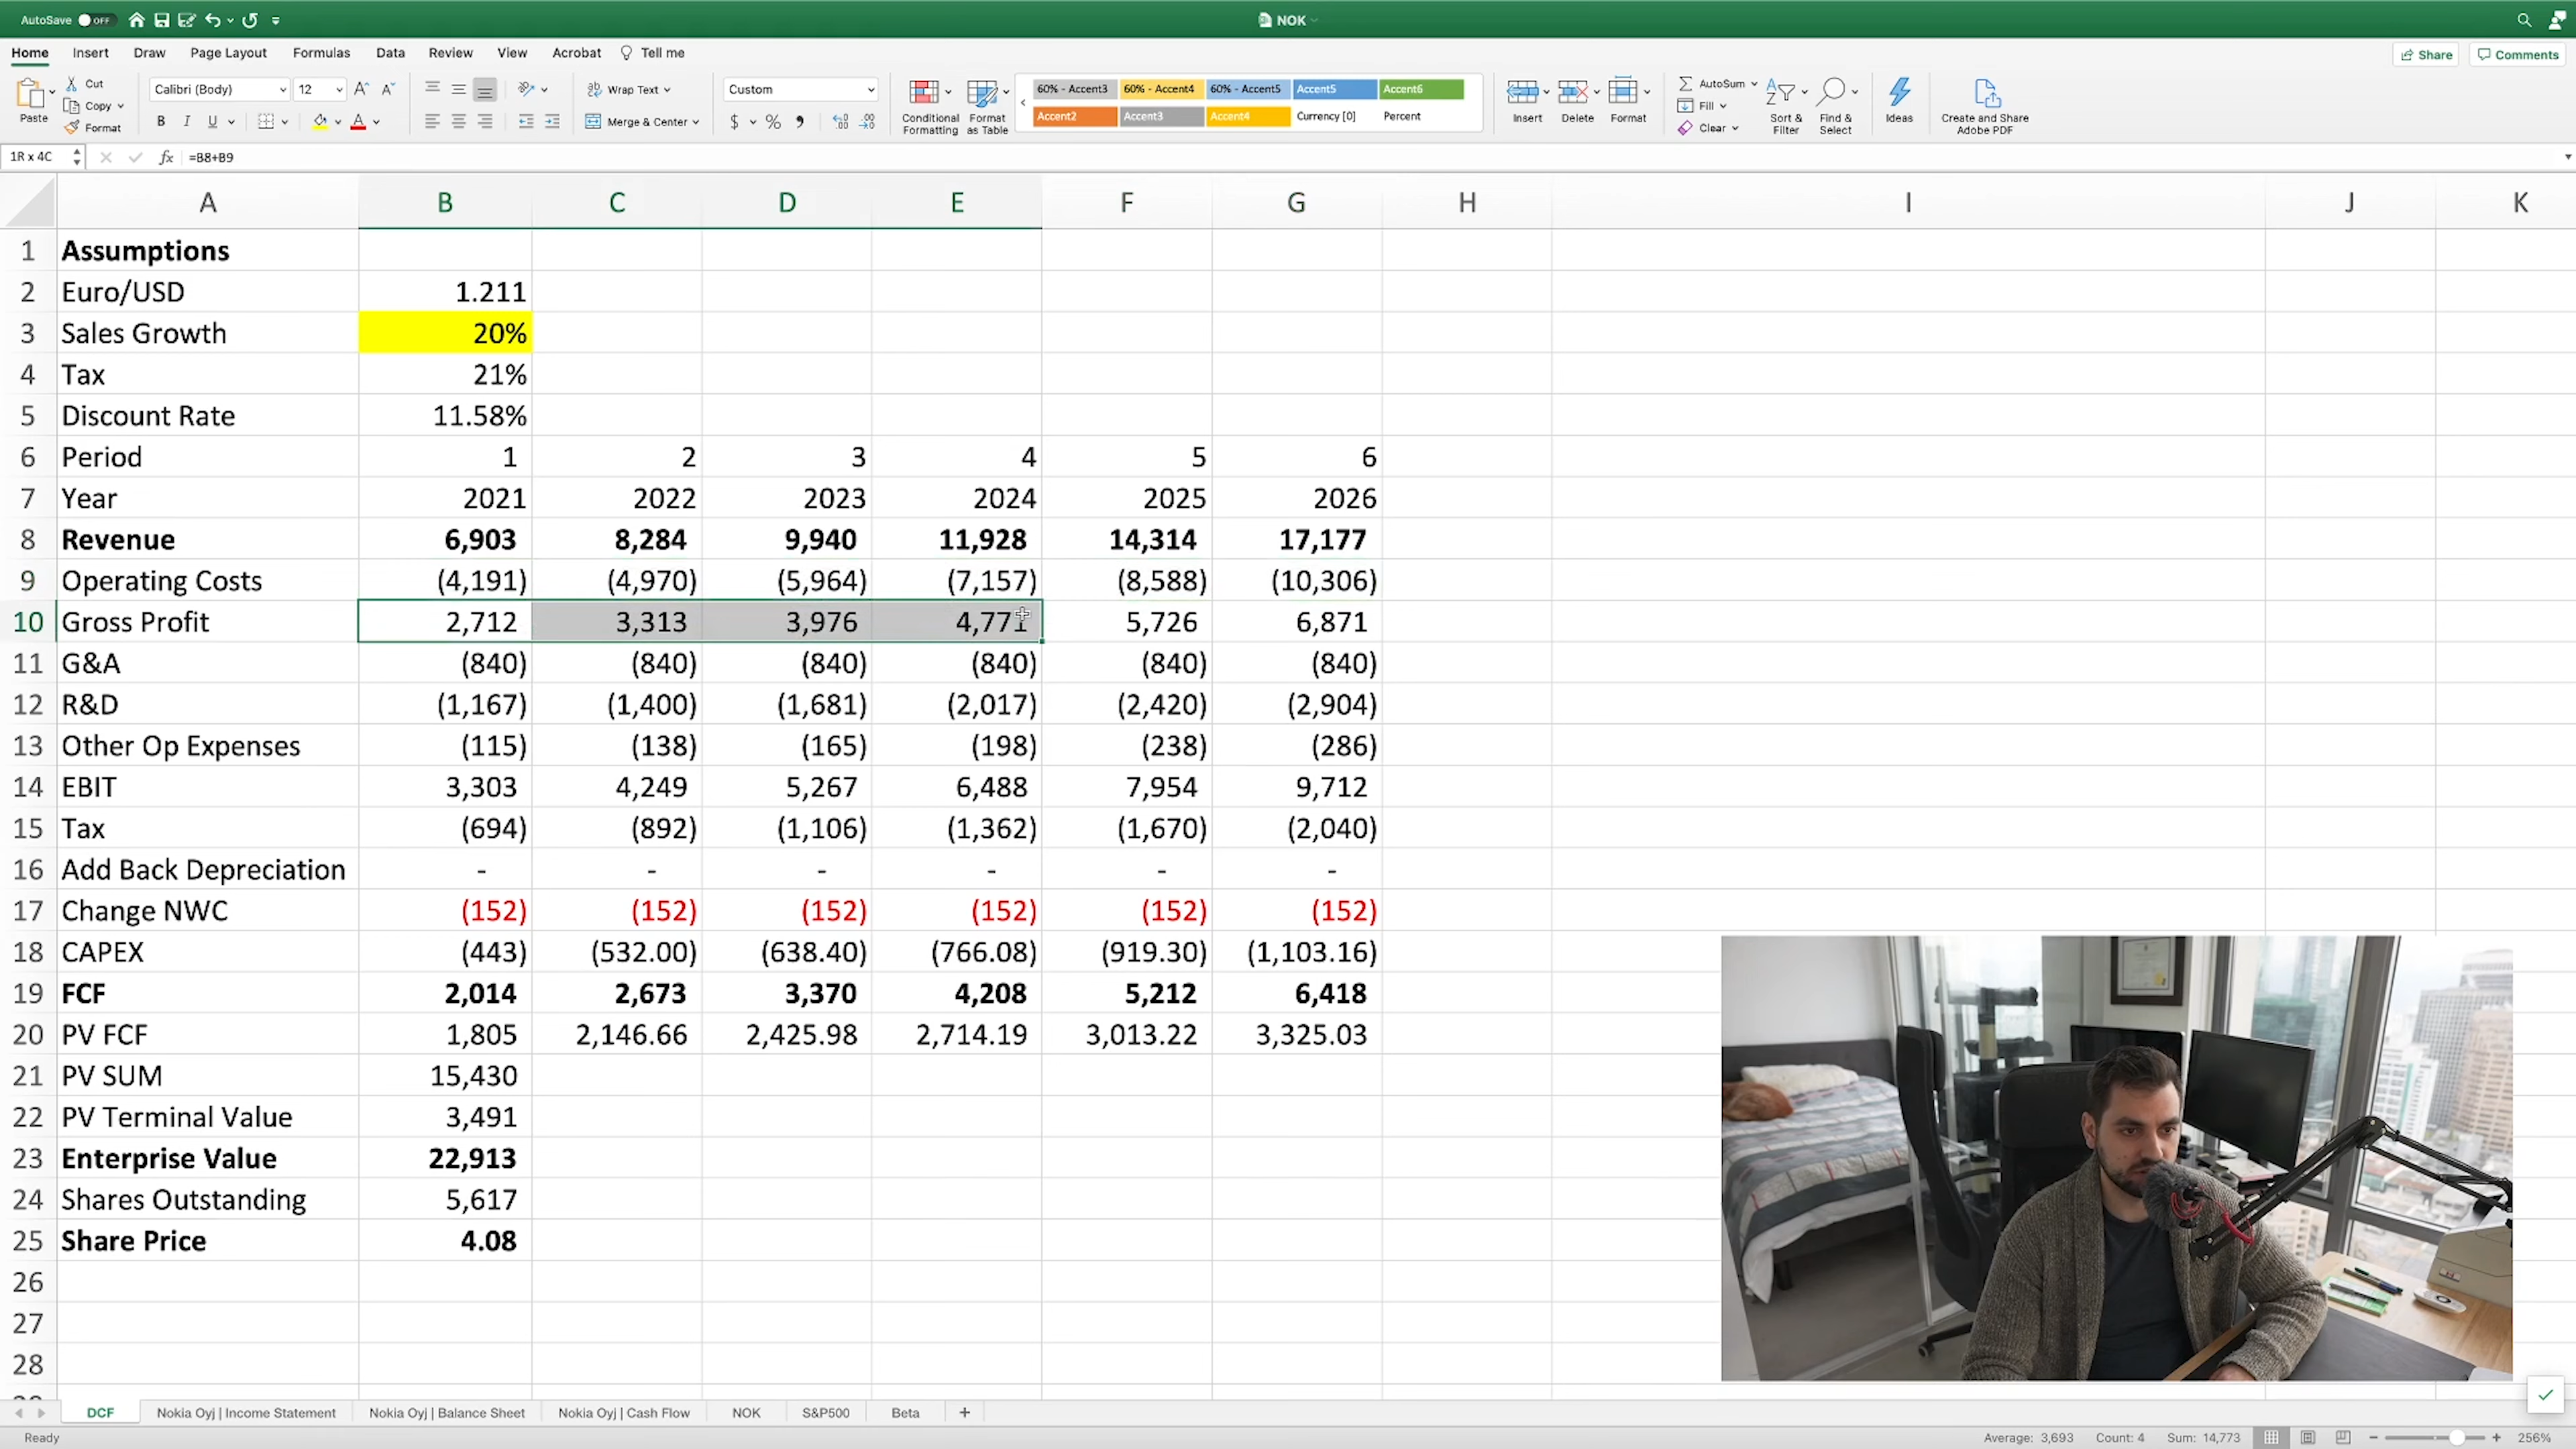 AutoSave OFF NOK
Home Insert Draw Page Layout Formulas Data Review View Acrobat Tell me Share Comments
Paste Cut Copy Format
Calibri (Body) 12
B I U
Wrap Text
Merge & Center
Custom
$ %
Conditional Formatting
Format as Table
60% - Accent3 60% - Accent4 60% - Accent5 Accent5 Accent6
Accent2 Accent3 Accent4 Currency [0] Percent
Insert Delete Format
AutoSum
Fill
Clear
Sort & Filter
Find & Select
Ideas
Create and Share Adobe PDF
1R x 4C fx =B8+B9
A B C D E F G H I J K
1 Assumptions
2 Euro/USD 1.211
3 Sales Growth 20%
4 Tax 21%
5 Discount Rate 11.58%
6 Period 1 2 3 4 5 6
7 Year 2021 2022 2023 2024 2025 2026
8 Revenue 6,903 8,284 9,940 11,928 14,314 17,177
9 Operating Costs (4,191) (4,970) (5,964) (7,157) (8,588) (10,306)
10 Gross Profit 2,712 3,313 3,976 4,771 5,726 6,871
11 G&A (840) (840) (840) (840) (840) (840)
12 R&D (1,167) (1,400) (1,681) (2,017) (2,420) (2,904)
13 Other Op Expenses (115) (138) (165) (198) (238) (286)
14 EBIT 3,303 4,249 5,267 6,488 7,954 9,712
15 Tax (694) (892) (1,106) (1,362) (1,670) (2,040)
16 Add Back Depreciation - - - - - -
17 Change NWC (152) (152) (152) (152) (152) (152)
18 CAPEX (443) (532.00) (638.40) (766.08) (919.30) (1,103.16)
19 FCF 2,014 2,673 3,370 4,208 5,212 6,418
20 PV FCF 1,805 2,146.66 2,425.98 2,714.19 3,013.22 3,325.03
21 PV SUM 15,430
22 PV Terminal Value 3,491
23 Enterprise Value 22,913
24 Shares Outstanding 5,617
25 Share Price 4.08
26
27
28
DCF Nokia Oyj | Income Statement Nokia Oyj | Balance Sheet Nokia Oyj | Cash Flow NOK S&P500 Beta +
Ready Average: 3,693 Count: 4 Sum: 14,773 256%